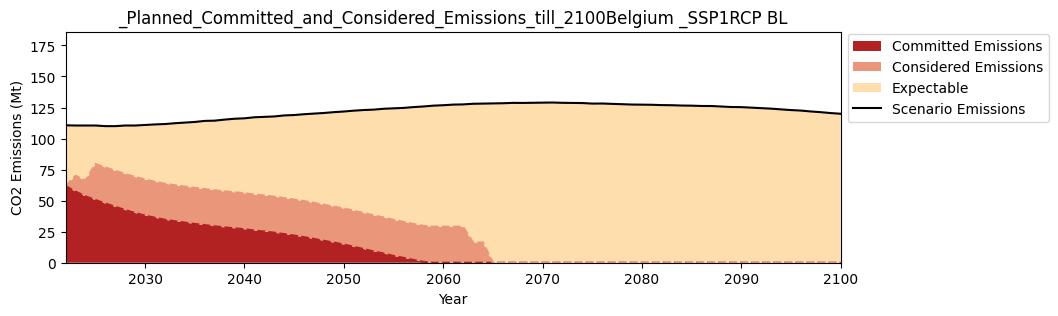 _Planned_Committed_and_Considered_Emissions_till_2100Belgium _SSP1RCP BL
175
150
125
100
75
50
25
0
CO2 Emissions (Mt)
2030 2040 2050 2060 2070 2080 2090 2100
Year
Committed Emissions
Considered Emissions
Expectable
Scenario Emissions